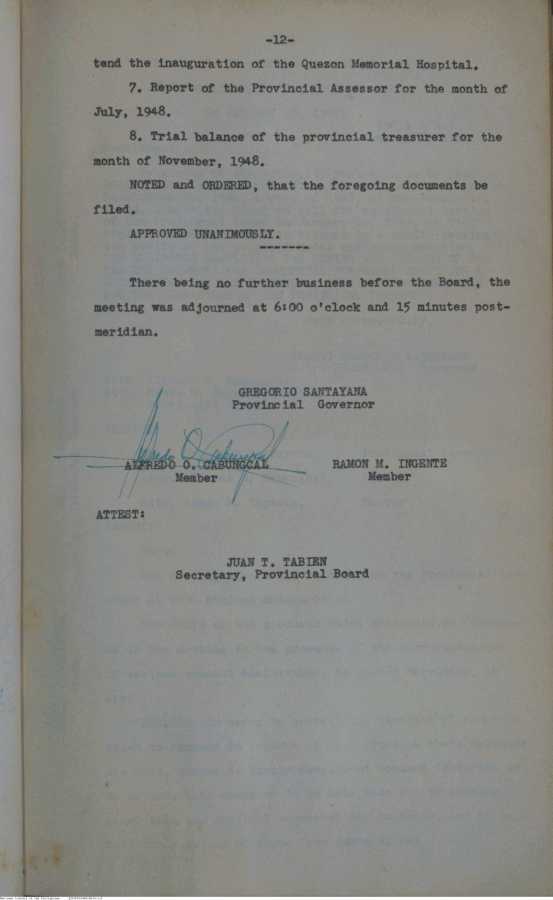 -12-
tend the inauguration of the Quezon Memorial Hospital.
7. Report of the Provincial Assessor for the month of
July, 1948.
8. Trial balance of the provincial treasurer for the
month of November, 1948.
NOTED and ORDERED, that the foregoing documents be
filed.
APPROVED UNANIMOUSLY.
-------
There being no further business before the Board, the
meeting was adjourned at 6:00 o'clock and 15 minutes post-
meridian.
GREGORIO SANTAYANA
Provincial Governor
Alfredo O. Cabungcal
ALFREDO O. CABUNGCAL
Member
RAMON M. INGENTE
Member
ATTEST:
JUAN T. TABIEN
Secretary, Provincial Board